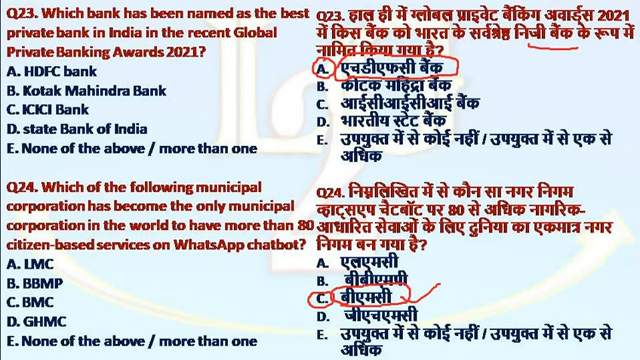 Q23. Which bank has been named as the best
private bank in India in the recent Global
Private Banking Awards 2021?
A. HDFC bank
B. Kotak Mahindra Bank
C. ICICI Bank
D. state Bank of India
E. None of the above / more than one
Q24. Which of the following municipal
corporation has become the only municipal
corporation in the world to have more than 80
citizen-based services on WhatsApp chatbot?
A. LMC
B. BBMP
C. BMC
D. GHMC
E. None of the above / more than one
Q23. हाल ही में ग्लोबल प्राइवेट बैंकिंग अवार्ड्स 2021
में किस बैंक को भारत के सर्वश्रेष्ठ निजी बैंक के रूप में
नामित किया गया है?
A. एचडीएफसी बैंक
B. कोटक महिंद्रा बैंक
C. आईसीआईसीआई बैंक
D. भारतीय स्टेट बैंक
E. उपयुक्त में से कोई नहीं / उपयुक्त में से एक से
अधिक
Q24. निम्नलिखित में से कौन सा नगर निगम
व्हाट्सएप चैटबॉट पर 80 से अधिक नागरिक-
आधारित सेवाओं के लिए दुनिया का एकमात्र नगर
निगम बन गया है?
A. एलएमसी
B. बीबीएमपी
C. बीएमसी
D. जीएचएमसी
E. उपयुक्त में से कोई नहीं / उपयुक्त में से एक से
अधिक